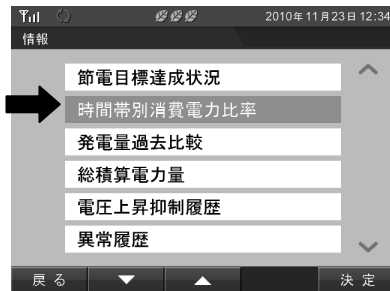 2010年11月23日 12:34
情報
節電目標達成状況
時間帯別消費電力比率
発電量過去比較
総積算電力量
電圧上昇抑制履歴
異常履歴
戻る
決定